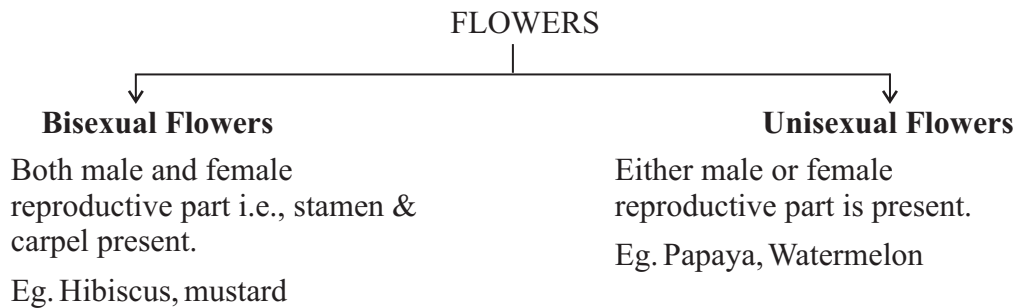 FLOWERS
Bisexual Flowers
Both male and female
reproductive part i.e., stamen &
carpel present.
Eg. Hibiscus, mustard
Unisexual Flowers
Either male or female
reproductive part is present.
Eg. Papaya, Watermelon